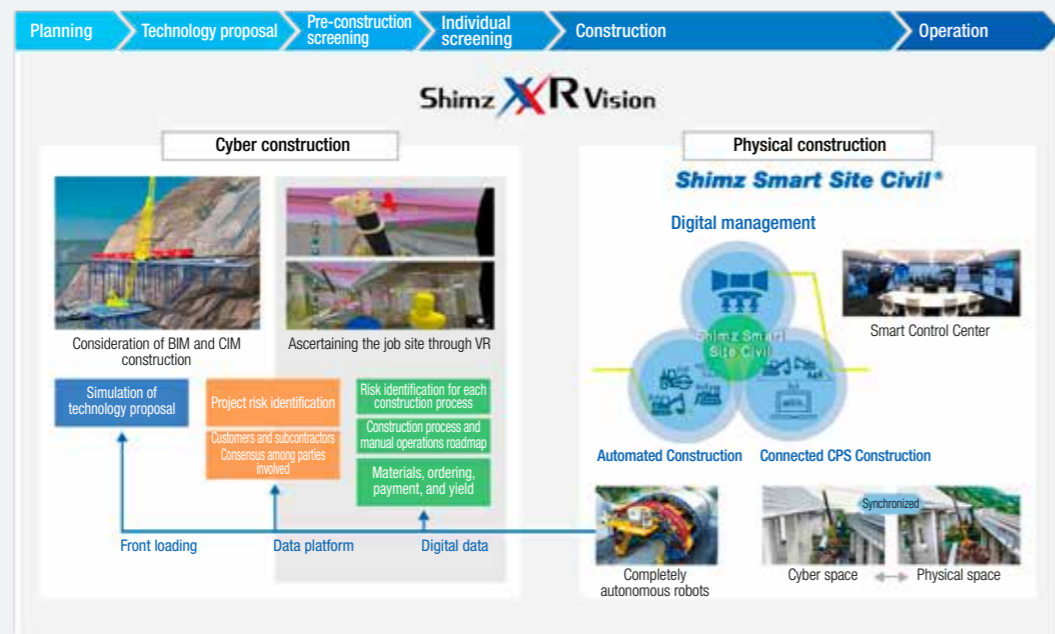 Planning
Technology proposal
Pre-construction
screening
Individual
screening
Construction
Operation
Shimz XXR Vision
Cyber construction
Consideration of BIM and CIM
construction
Ascertaining the job site through VR
Simulation of
technology proposal
Project risk identification
Customers and subcontractors
Consensus among parties
involved
Risk identification for each
construction process
Construction process and
manual operations roadmap
Materials, ordering,
payment, and yield
Front loading
Data platform
Digital data
Physical construction
Shimz Smart Site Civil®
Digital management
Shimz Smart
Site Civil
Smart Control Center
Automated Construction
Connected CPS Construction
Completely
autonomous robots
Synchronized
Cyber space
Physical space